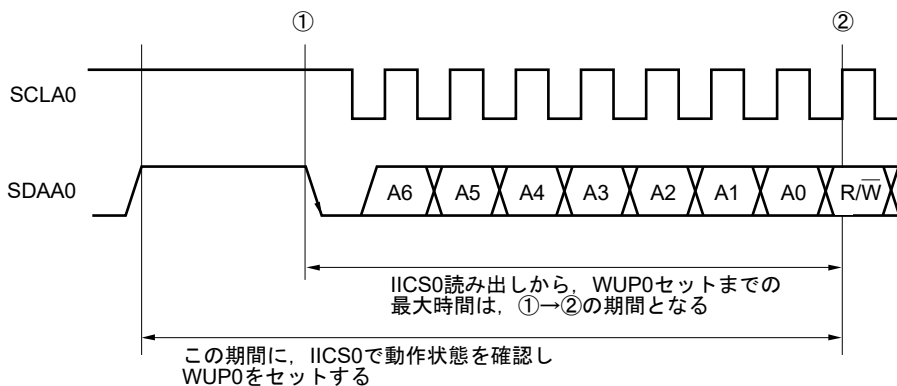 ① ②
SCLA0
SDAA0 A6 A5 A4 A3 A2 A1 A0 R/W̅
IICS0読み出しから，WUP0セットまでの
最大時間は，①→②の期間となる
この期間に，IICS0で動作状態を確認し
WUP0をセットする